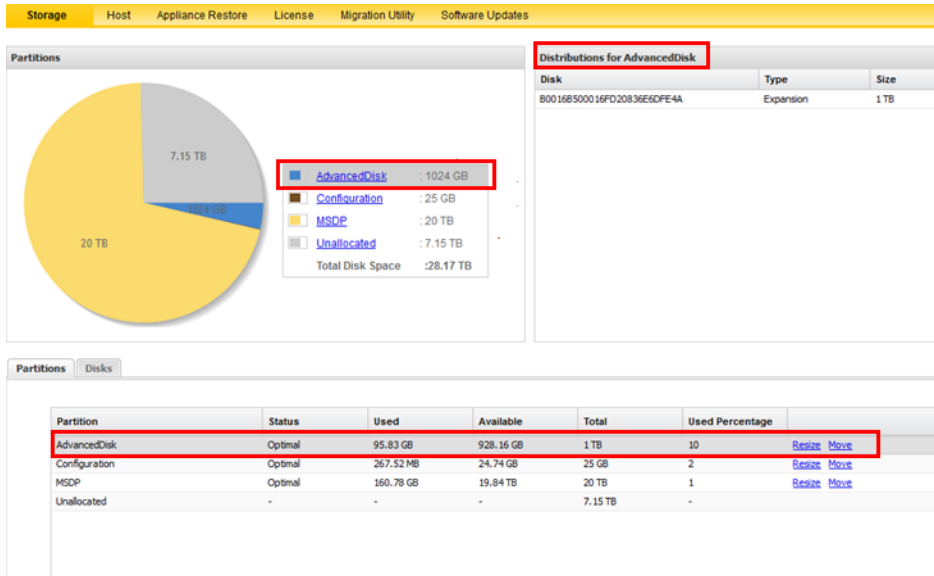 Storage Host Appliance Restore License Migration Utility Software Updates
Partitions
7.15 TB
1024 GB
20 TB
AdvancedDisk : 1024 GB
Configuration : 25 GB
MSDP : 20 TB
Unallocated : 7.15 TB
Total Disk Space :28.17 TB
Distributions for AdvancedDisk
Disk Type Size
B0016B500016FD20836E6DFE4A Expansion 1 TB
Partitions Disks
Partition Status Used Available Total Used Percentage
AdvancedDisk Optimal 95.83 GB 928.16 GB 1 TB 10 Resize Move
Configuration Optimal 267.52 MB 24.74 GB 25 GB 2 Resize Move
MSDP Optimal 160.78 GB 19.84 TB 20 TB 1 Resize Move
Unallocated - - 7.15 TB -